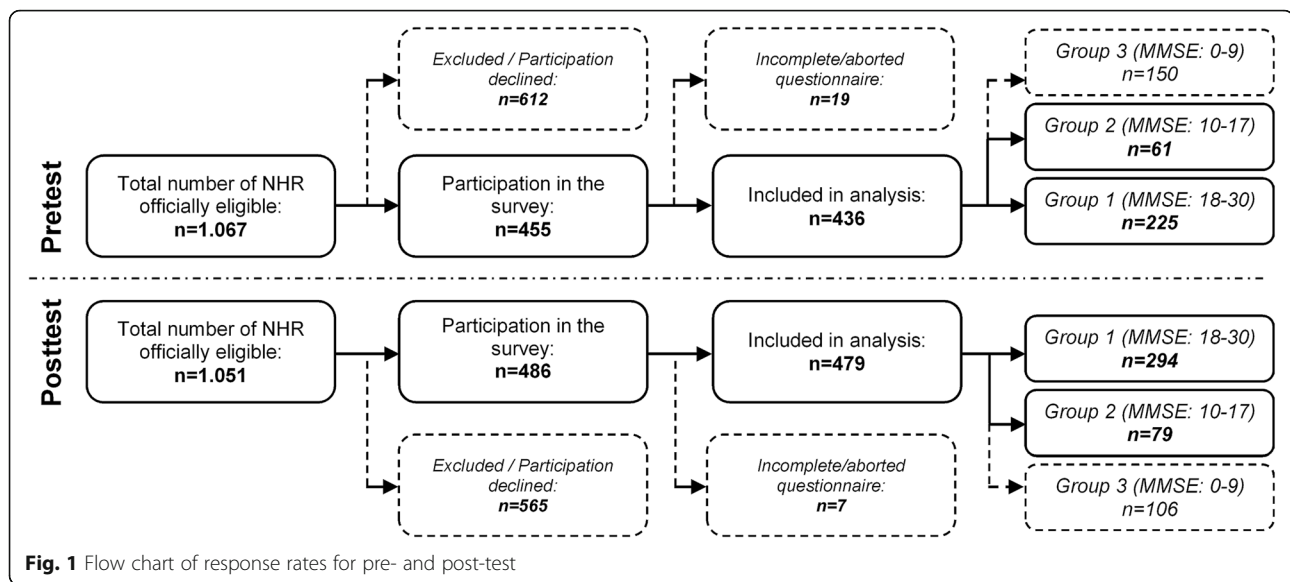 Pretest
Excluded / Participation
declined:
n=612
Incomplete/aborted
questionnaire:
n=19
Group 3 (MMSE: 0-9)
n=150
Group 2 (MMSE: 10-17)
n=61
Total number of NHR
officially eligible:
n=1.067
Participation in the
survey:
n=455
Included in analysis:
n=436
Group 1 (MMSE: 18-30)
n=225
Posttest
Total number of NHR
officially eligible:
n=1.051
Participation in the
survey:
n=486
Included in analysis:
n=479
Group 1 (MMSE: 18-30)
n=294
Group 2 (MMSE: 10-17)
n=79
Excluded / Participation
declined:
n=565
Incomplete/aborted
questionnaire:
n=7
Group 3 (MMSE: 0-9)
n=106
Fig. 1 Flow chart of response rates for pre- and post-test